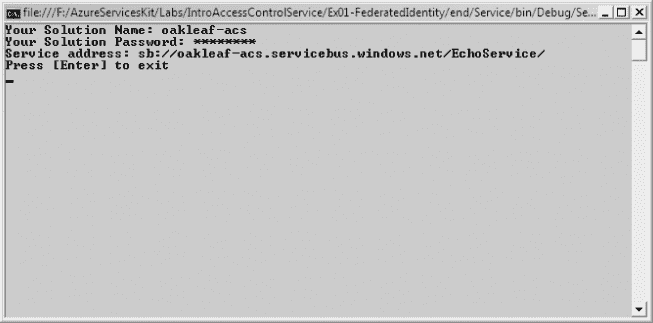 file:///F:/AzureServicesKit/Labs/IntroAccessControlService/Ex01-FederatedIdentity/end/Service/bin/Debug/Se...
Your Solution Name: oakleaf-acs
Your Solution Password: ********
Service address: sb://oakleaf-acs.servicebus.windows.net/EchoService/
Press [Enter] to exit